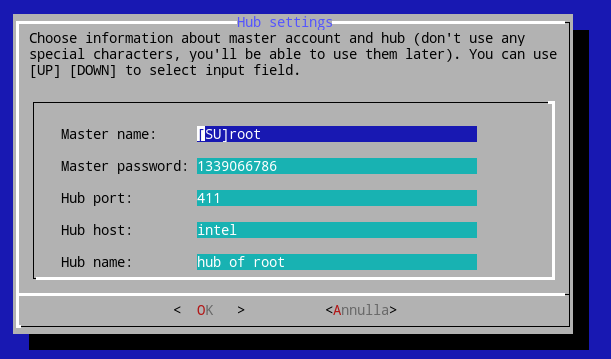 Hub settings
Choose information about master account and hub (don't use any
special characters, you'll be able to use them later). You can use
[UP] [DOWN] to select input field.
Master name: [SU]root
Master password: 1339066786
Hub port: 411
Hub host: intel
Hub name: hub of root
< OK > <Annulla>